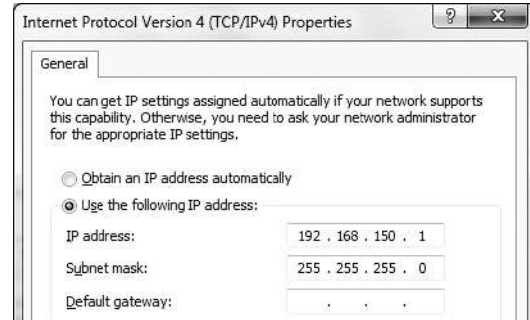 Internet Protocol Version 4 (TCP/IPv4) Properties
? X
General
You can get IP settings assigned automatically if your network supports
this capability. Otherwise, you need to ask your network administrator
for the appropriate IP settings.
Obtain an IP address automatically
Use the following IP address:
IP address: 192 . 168 . 150 . 1
Subnet mask: 255 . 255 . 255 . 0
Default gateway: . . .